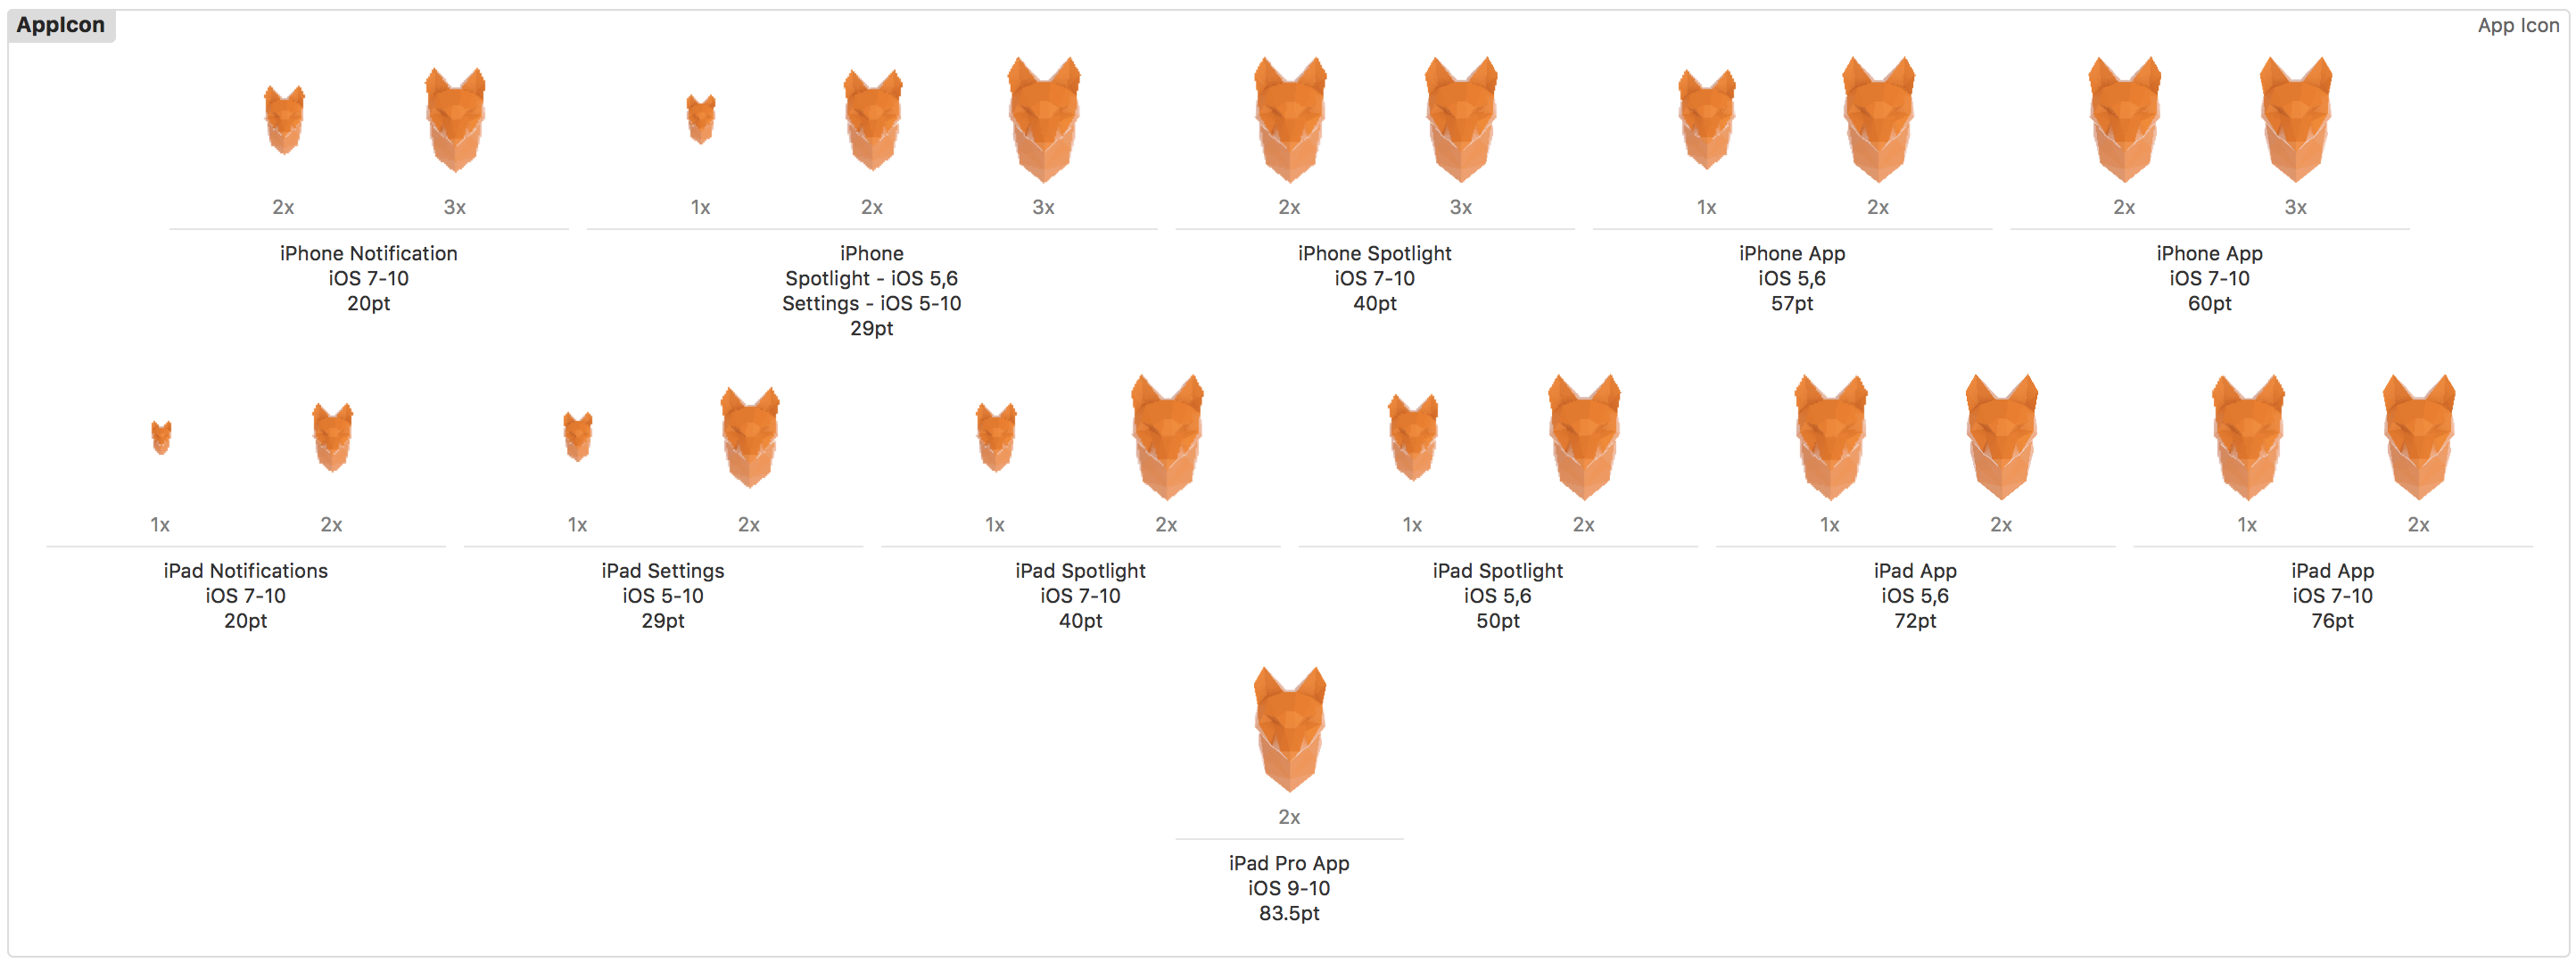 AppIcon
App Icon
2x 3x 1x 2x 3x 2x 3x 1x 2x 2x 3x
iPhone Notification
iOS 7-10
20pt
iPhone
Spotlight - iOS 5,6
Settings - iOS 5-10
29pt
iPhone Spotlight
iOS 7-10
40pt
iPhone App
iOS 5,6
57pt
iPhone App
iOS 7-10
60pt
1x 2x 1x 2x 1x 2x 1x 2x 1x 2x 1x 2x
iPad Notifications
iOS 7-10
20pt
iPad Settings
iOS 5-10
29pt
iPad Spotlight
iOS 7-10
40pt
iPad Spotlight
iOS 5,6
50pt
iPad App
iOS 5,6
72pt
iPad App
iOS 7-10
76pt
2x
iPad Pro App
iOS 9-10
83.5pt